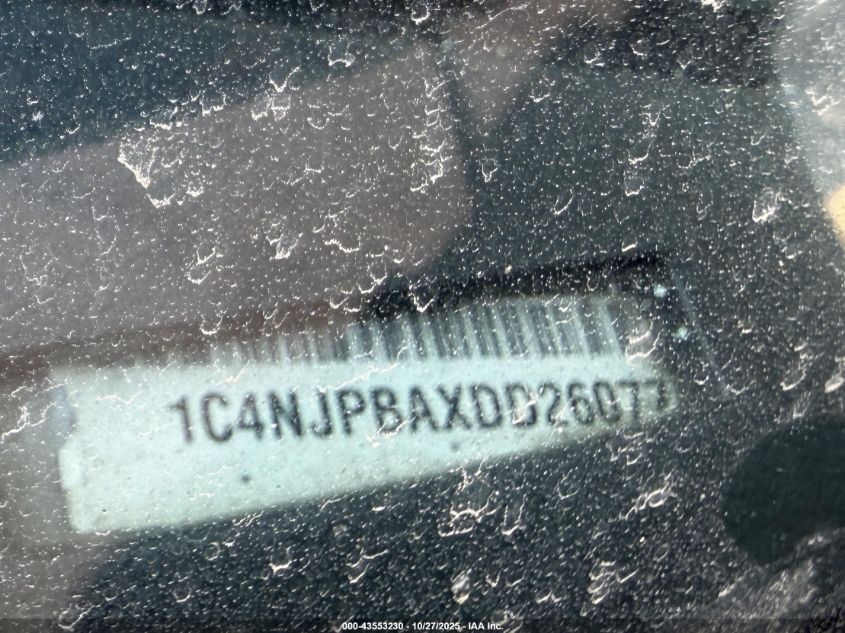 1C4NJPBAXDD26077
000-43553230 - 10/27/2025 - IAA Inc.